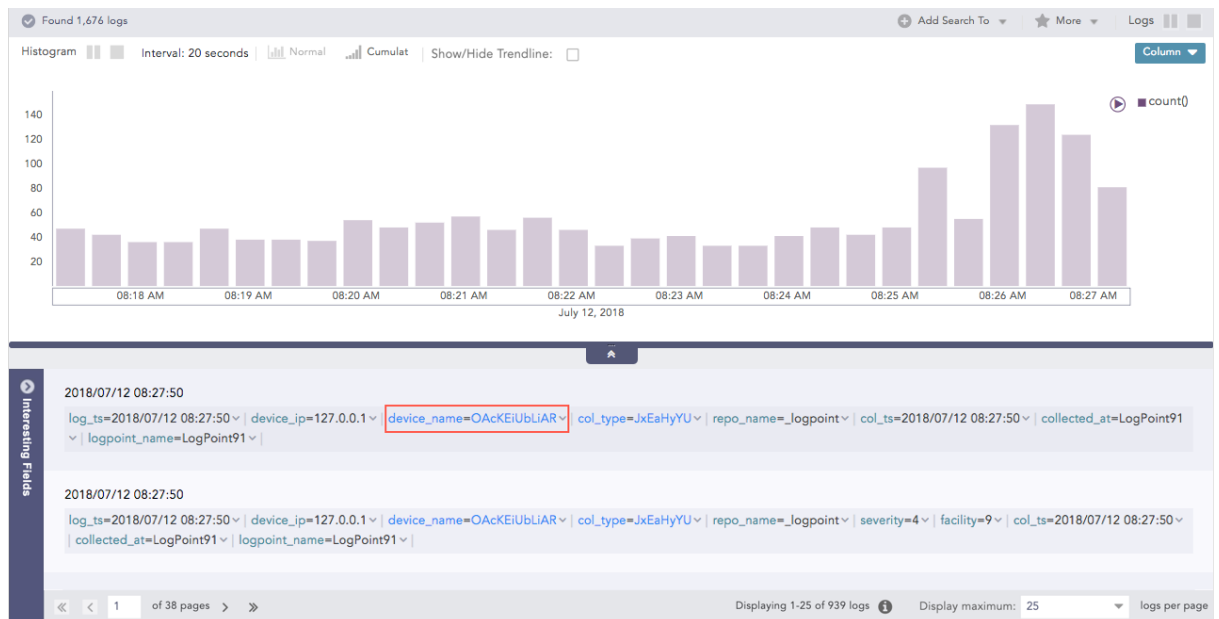 Found 1,676 logs Add Search To More Logs
Histogram Interval: 20 seconds Normal Cumulat Show/Hide Trendline: Column
count()
140
120
100
80
60
40
20
08:18 AM 08:19 AM 08:20 AM 08:21 AM 08:22 AM 08:23 AM 08:24 AM 08:25 AM 08:26 AM 08:27 AM
July 12, 2018
Interesting Fields
2018/07/12 08:27:50
log_ts=2018/07/12 08:27:50 | device_ip=127.0.0.1 | device_name=OAcKEiUbLiAR | col_type=JxEaHyYU | repo_name=_logpoint | col_ts=2018/07/12 08:27:50 | collected_at=LogPoint91
| logpoint_name=LogPoint91 |
2018/07/12 08:27:50
log_ts=2018/07/12 08:27:50 | device_ip=127.0.0.1 | device_name=OAcKEiUbLiAR | col_type=JxEaHyYU | repo_name=_logpoint | severity=4 | facility=9 | col_ts=2018/07/12 08:27:50
| collected_at=LogPoint91 | logpoint_name=LogPoint91 |
1 of 38 pages Displaying 1-25 of 939 logs Display maximum: 25 logs per page